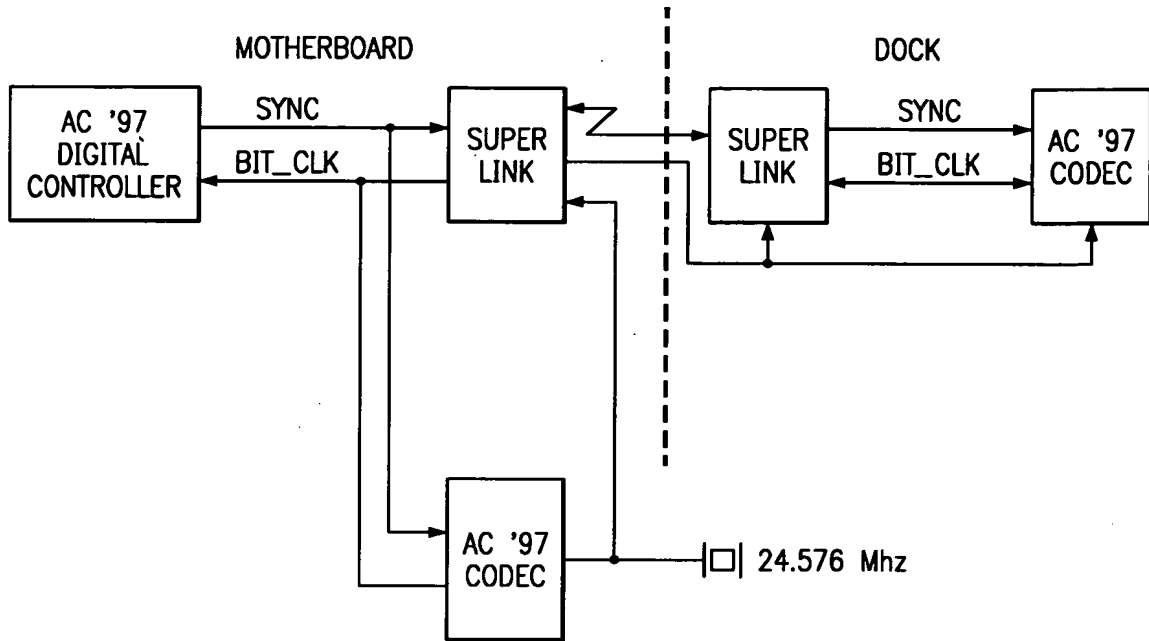 MOTHERBOARD
DOCK
AC '97
DIGITAL
CONTROLLER
SYNC
BIT_CLK
SUPER
LINK
SUPER
LINK
SYNC
BIT_CLK
AC '97
CODEC
AC '97
CODEC
24.576 Mhz